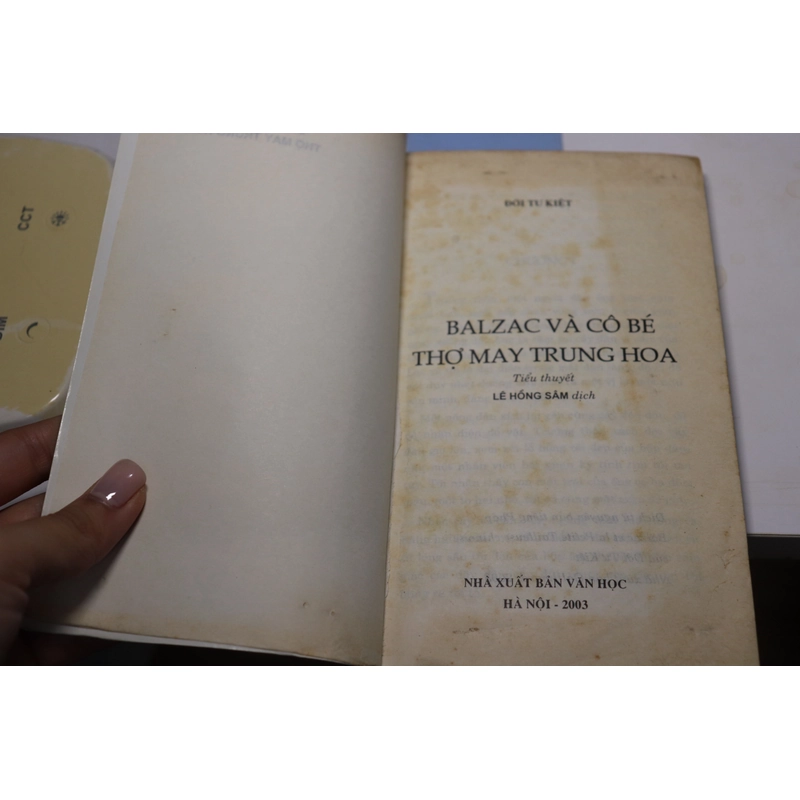 CCT
ĐỚI TƯ KIỆT
BALZAC VÀ CÔ BÉ
THỢ MAY TRUNG HOA
Tiểu thuyết
LÊ HỒNG SÂM dịch
NHÀ XUẤT BẢN VĂN HỌC
HÀ NỘI - 2003